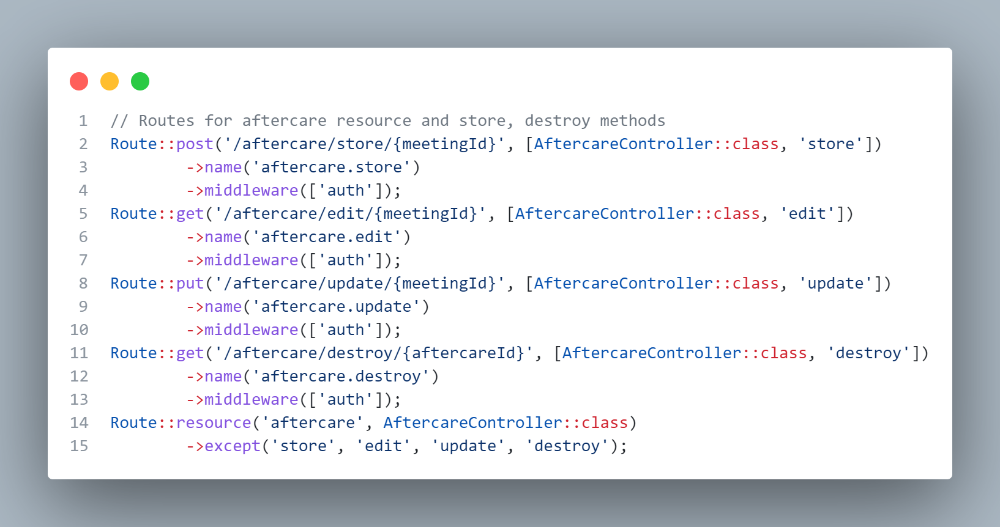 1 // Routes for aftercare resource and store, destroy methods
2 Route::post('/aftercare/store/{meetingId}', [AftercareController::class, 'store'])
3         ->name('aftercare.store')
4         ->middleware(['auth']);
5 Route::get('/aftercare/edit/{meetingId}', [AftercareController::class, 'edit'])
6         ->name('aftercare.edit')
7         ->middleware(['auth']);
8 Route::put('/aftercare/update/{meetingId}', [AftercareController::class, 'update'])
9         ->name('aftercare.update')
10         ->middleware(['auth']);
11 Route::get('/aftercare/destroy/{aftercareId}', [AftercareController::class, 'destroy'])
12         ->name('aftercare.destroy')
13         ->middleware(['auth']);
14 Route::resource('aftercare', AftercareController::class)
15         ->except('store', 'edit', 'update', 'destroy');